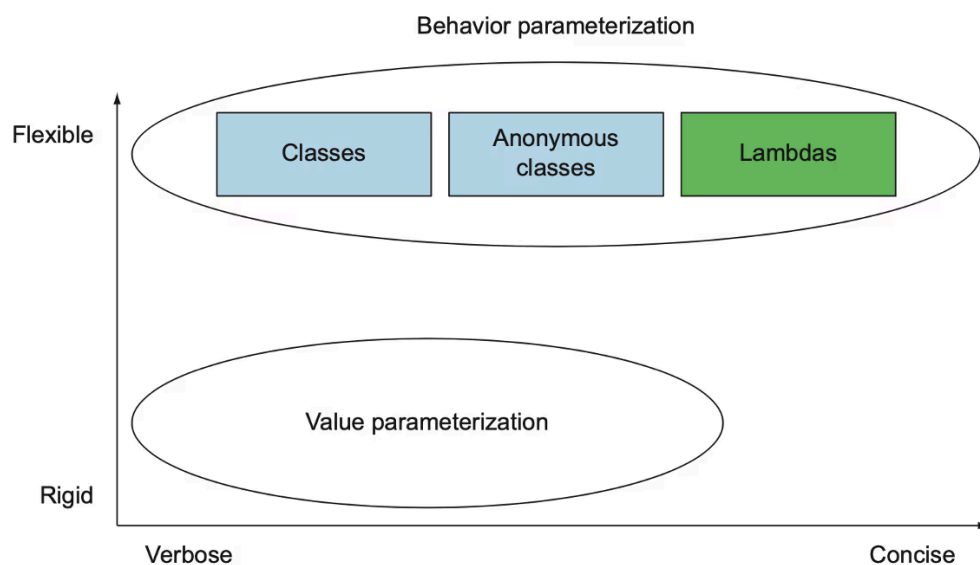 Behavior parameterization
Flexible
Classes
Anonymous
classes
Lambdas
Value parameterization
Rigid
Verbose
Concise